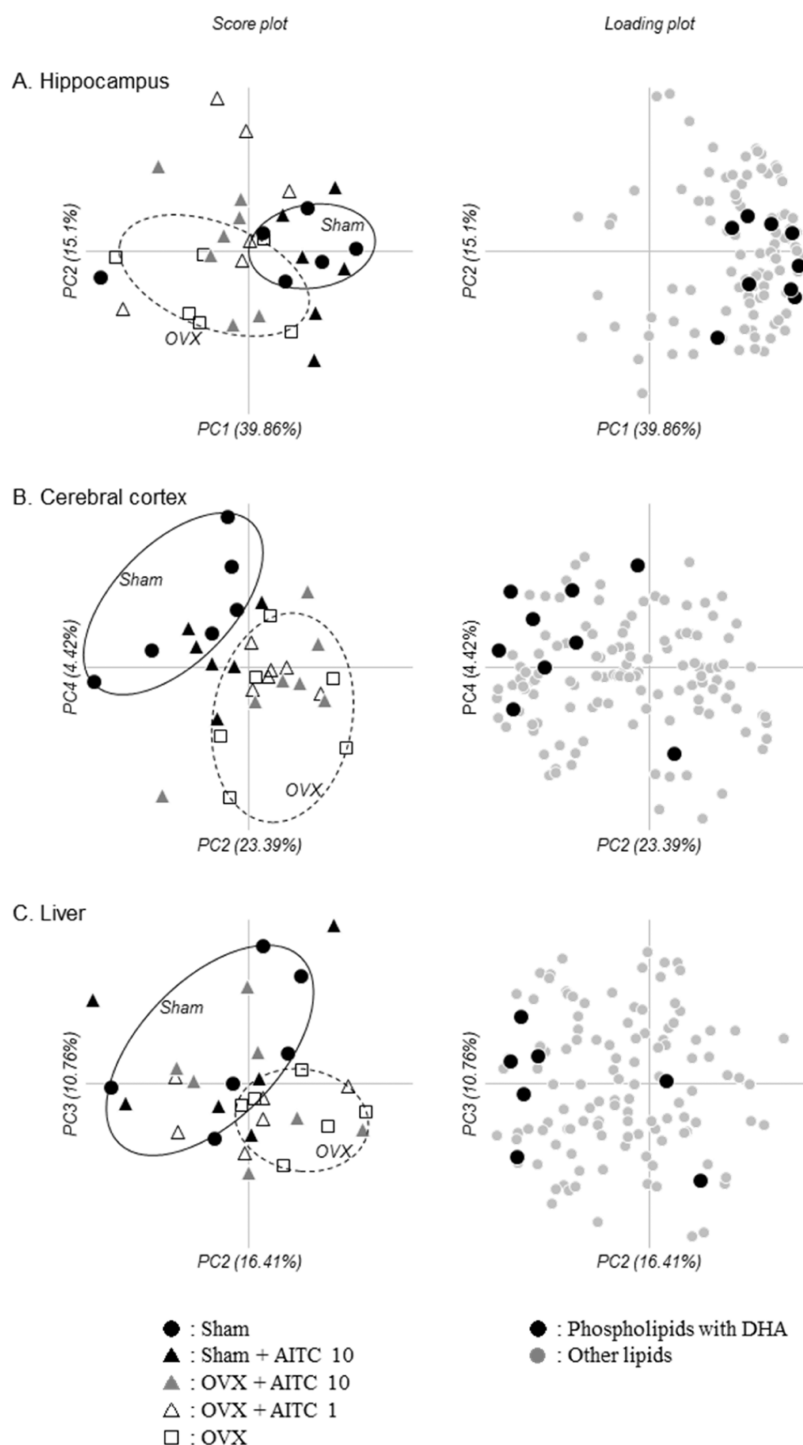 Score plot Loading plot
A. Hippocampus
PC2 (15.1%) Sham OVX PC2 (15.1%)
PC1 (39.86%) PC1 (39.86%)
B. Cerebral cortex
PC4 (4.42%) Sham OVX PC4 (4.42%)
PC2 (23.39%) PC2 (23.39%)
C. Liver
PC3 (10.76%) Sham OVX PC3 (10.76%)
PC2 (16.41%) PC2 (16.41%)
: Sham : Phospholipids with DHA
: Sham + AITC 10 : Other lipids
: OVX + AITC 10
: OVX + AITC 1
: OVX